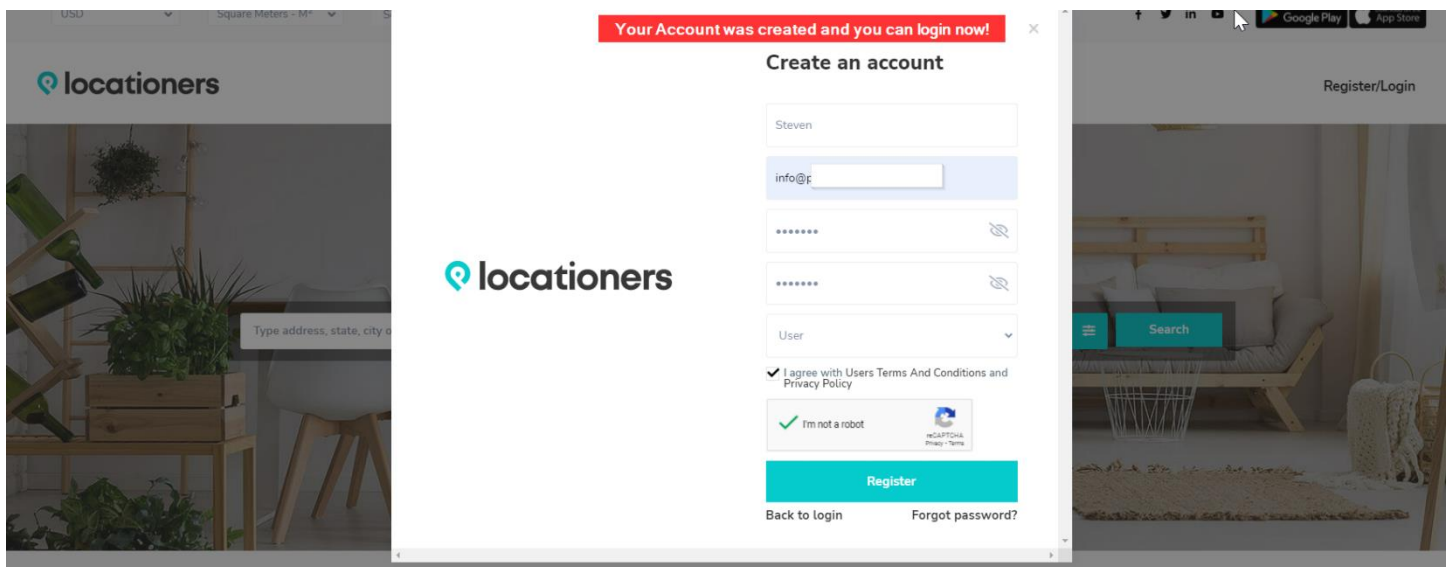 USD
Square Meters - M²
Your Account was created and you can login now!
Google Play
App Store
Create an account
locationers
Register/Login
Steven
info@p
Type address, state, city o
locationers
User
Search
I agree with Users Terms And Conditions and
Privacy Policy
I'm not a robot
reCAPTCHA
Privacy - Terms
Register
Back to login
Forgot password?